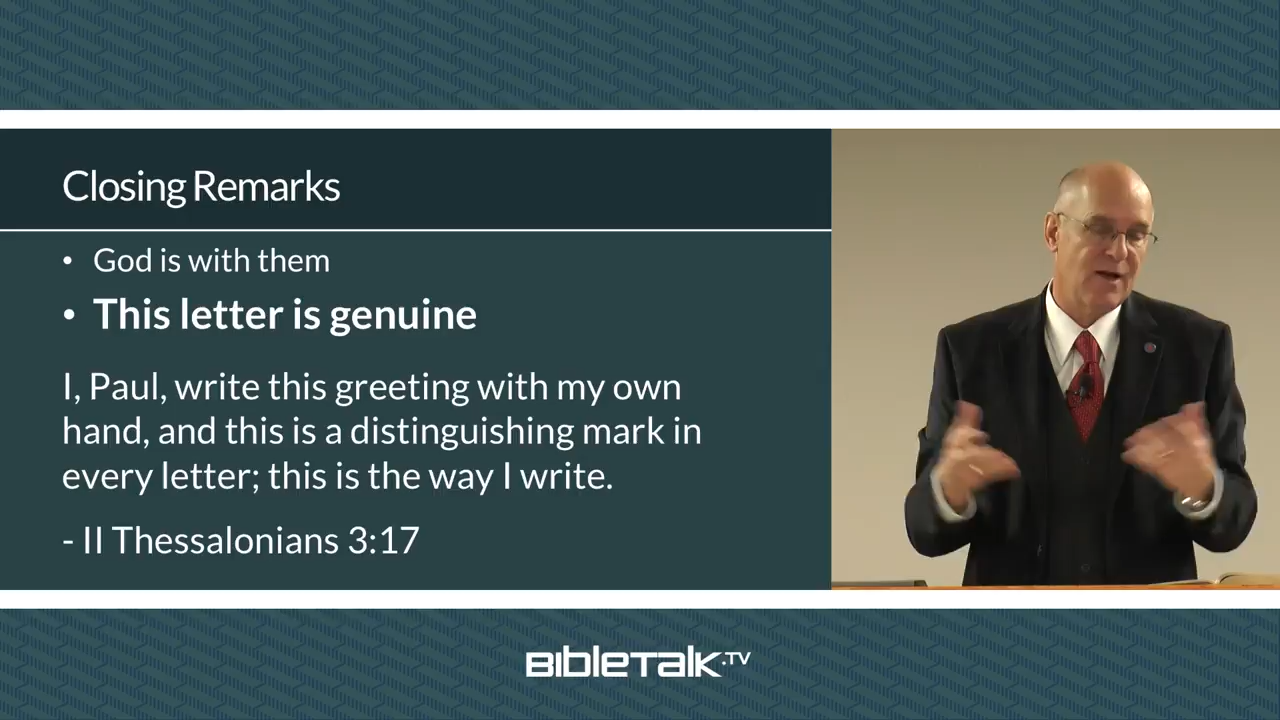 Closing Remarks
• God is with them
• This letter is genuine
I, Paul, write this greeting with my own
hand, and this is a distinguishing mark in
every letter; this is the way I write.
- II Thessalonians 3:17
BIBLETALK.TV